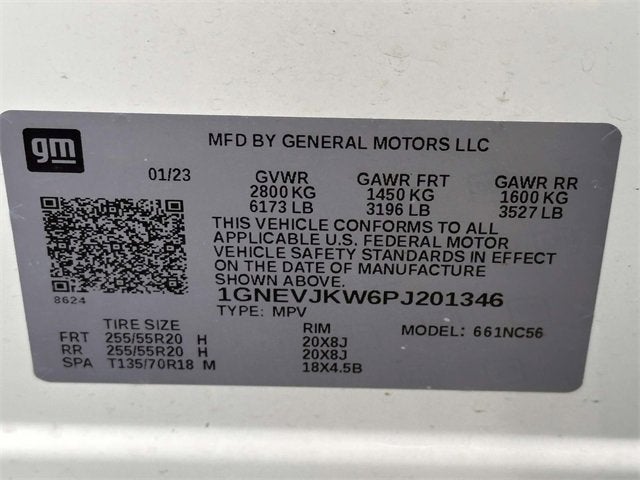 gm
MFD BY GENERAL MOTORS LLC
01/23 GVWR GAWR FRT GAWR RR
2800 KG 1450 KG 1600 KG
6173 LB 3196 LB 3527 LB
THIS VEHICLE CONFORMS TO ALL
APPLICABLE U.S. FEDERAL MOTOR
VEHICLE SAFETY STANDARDS IN EFFECT
ON THE DATE OF MANUFACTURE
SHOWN ABOVE
8624
1GNEVJKW6PJ201346
TYPE: MPV
TIRE SIZE RIM MODEL: 661NC56
FRT 255/55R20 H 20X8J
RR 255/55R20 H 20X8J
SPA T135/70R18 M 18X4.5B